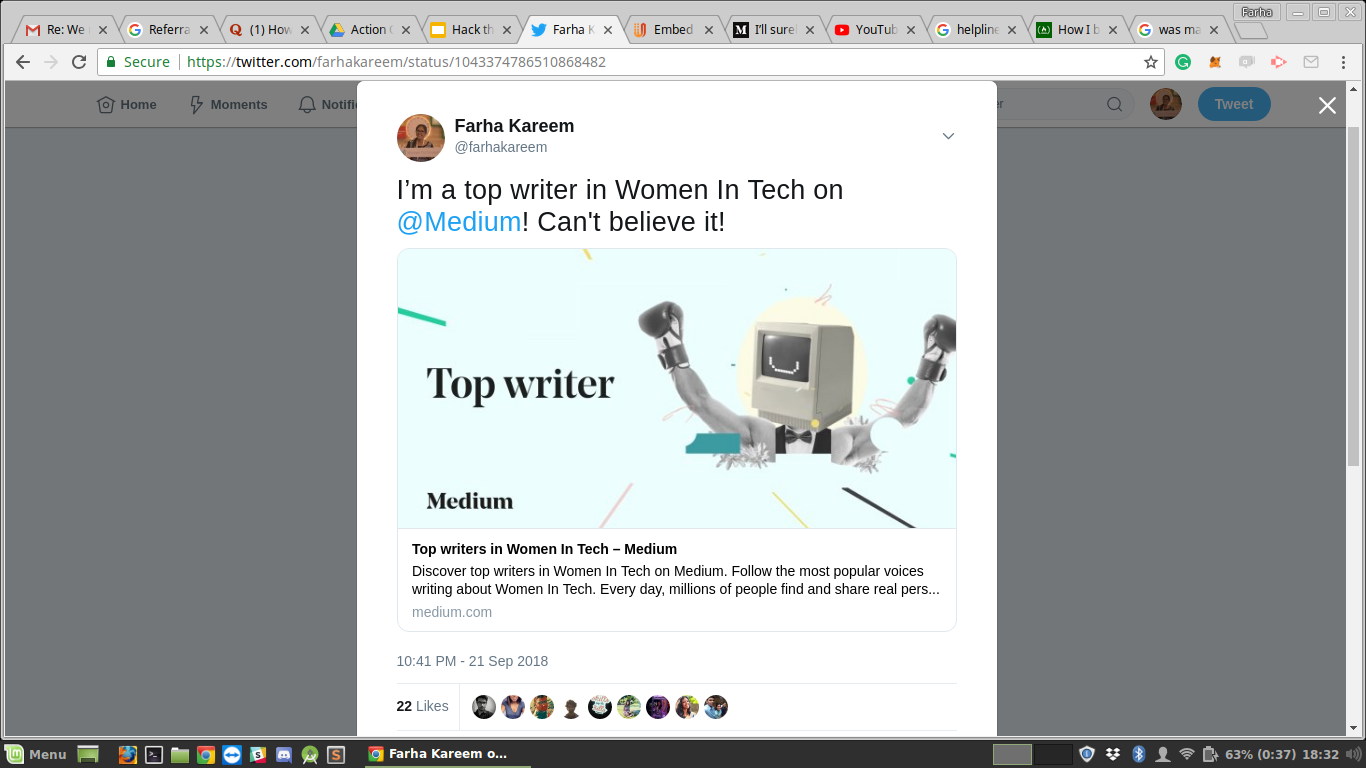 Farha
Re: We
Referra
(1) How
Action
Hack th
Farha K
Embed
I'll sure
YouTub
helpline
How I b
was ma
Secure
https://twitter.com/farhakareem/status/1043374786510868482
Home
Moments
Notifi
er
Tweet
Farha Kareem
@farhakareem
I’m a top writer in Women In Tech on
@Medium! Can't believe it!
Top writer
Medium
Top writers in Women In Tech – Medium
Discover top writers in Women In Tech on Medium. Follow the most popular voices
writing about Women In Tech. Every day, millions of people find and share real pers...
medium.com
10:41 PM - 21 Sep 2018
22 Likes
Menu
Farha Kareem o...
63% (0:37)
18:32